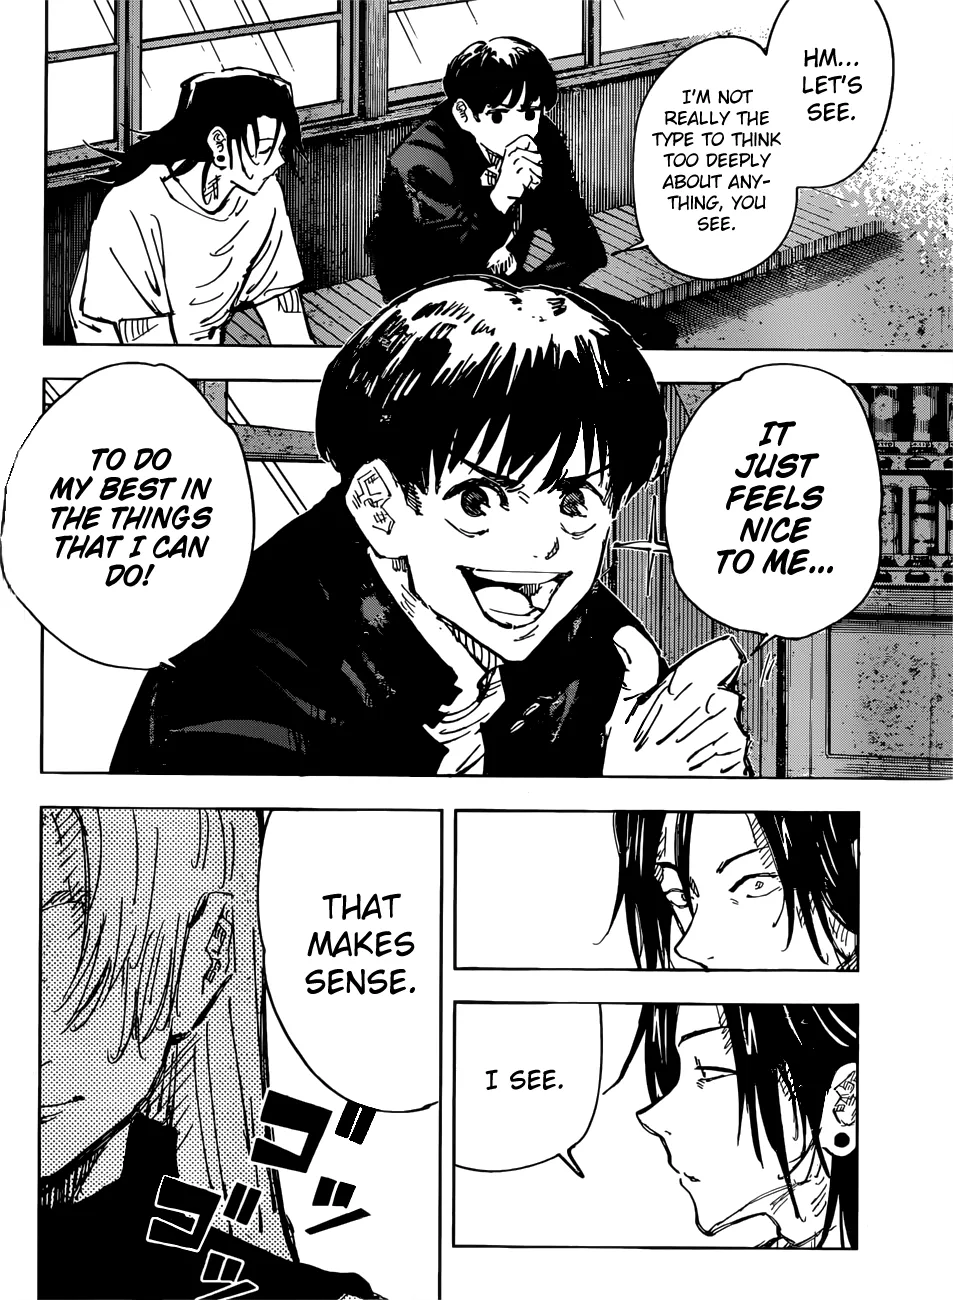 HM...
LET'S
SEE.
I'M NOT
REALLY THE
TYPE TO THINK
TOO DEEPLY
ABOUT ANY-
THING, YOU
SEE.
IT
JUST
FEELS
NICE
TO ME...
TO DO
MY BEST IN
THE THINGS
THAT I CAN
DO!
I SEE.
THAT
MAKES
SENSE.
ゴゾ
ゴゾ